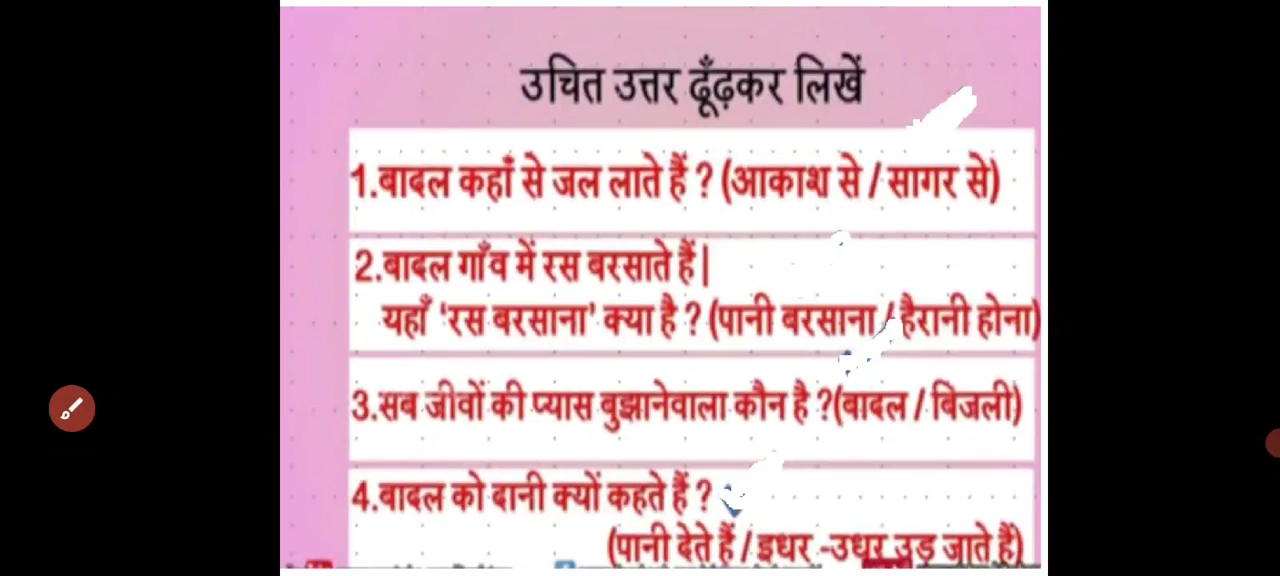 उचित उत्तर ढूँढ़कर लिखें
1.बादल कहाँ से जल लाते हैं ? (आकाश से / सागर से)
2.बादल गाँव में रस बरसाते हैं|
यहाँ ‘रस बरसाना’ क्या है ? (पानी बरसाना / हैरानी होना)
3.सब जीवों की प्यास बुझानेवाला कौन है ?(बादल / बिजली)
4.बादल को दानी क्यों कहते हैं ?
(पानी देते हैं / इधर -उधर उड़ जाते हैं)